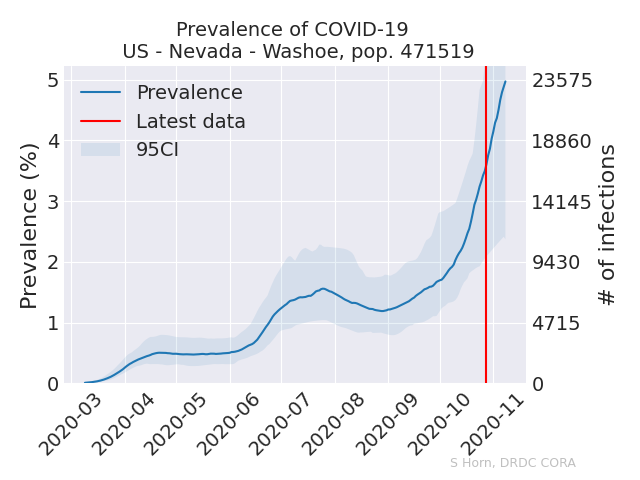 Prevalence of COVID-19
US - Nevada - Washoe, pop. 471519
Prevalence
Latest data
95CI
Prevalence (%)
5
4
3
2
1
0
23575
18860
14145
9430
4715
0
# of infections
2020-03
2020-04
2020-05
2020-06
2020-07
2020-08
2020-09
2020-10
2020-11
S Horn, DRDC CORA